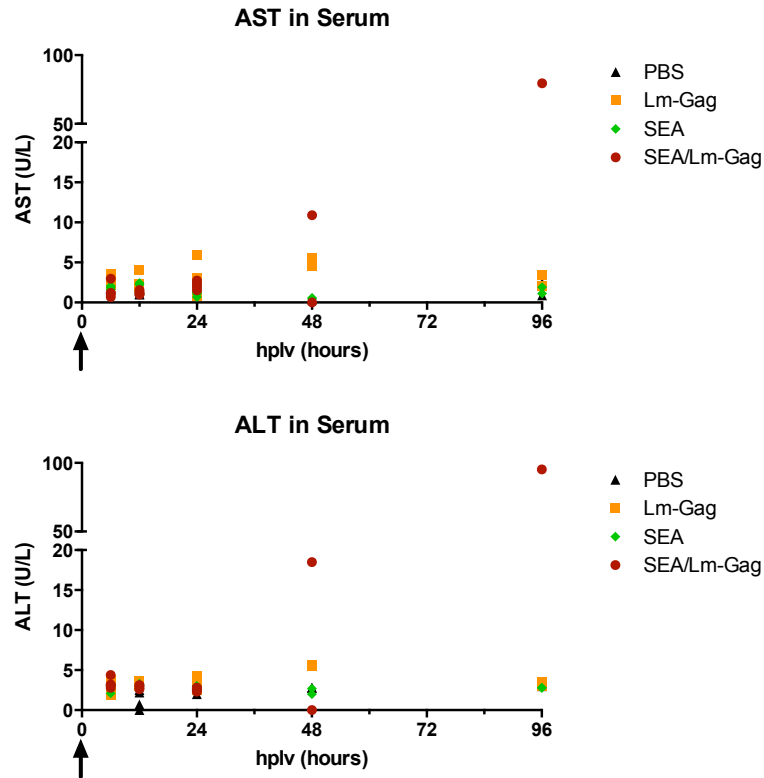 AST in Serum
100
50
20
15
10
5
0
AST (U/L)
0 24 48 72 96
hplv (hours)
PBS
Lm-Gag
SEA
SEA/Lm-Gag
ALT in Serum
100
50
20
15
10
5
0
ALT (U/L)
0 24 48 72 96
hplv (hours)
PBS
Lm-Gag
SEA
SEA/Lm-Gag